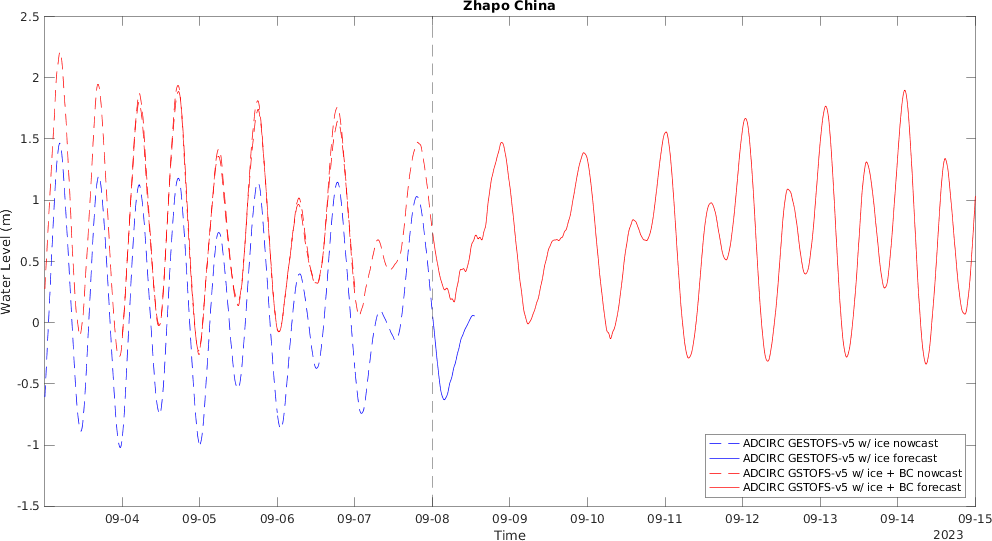 Zhapo China
2.5
2
1.5
1
0.5
0
-0.5
-1
-1.5
Water Level (m)
ADCIRC GESTOFS-v5 w/ ice nowcast
ADCIRC GESTOFS-v5 w/ ice forecast
ADCIRC GSTOFS-v5 w/ ice + BC nowcast
ADCIRC GSTOFS-v5 w/ ice + BC forecast
09-04 09-05 09-06 09-07 09-08 09-09 09-10 09-11 09-12 09-13 09-14 09-15
Time
2023